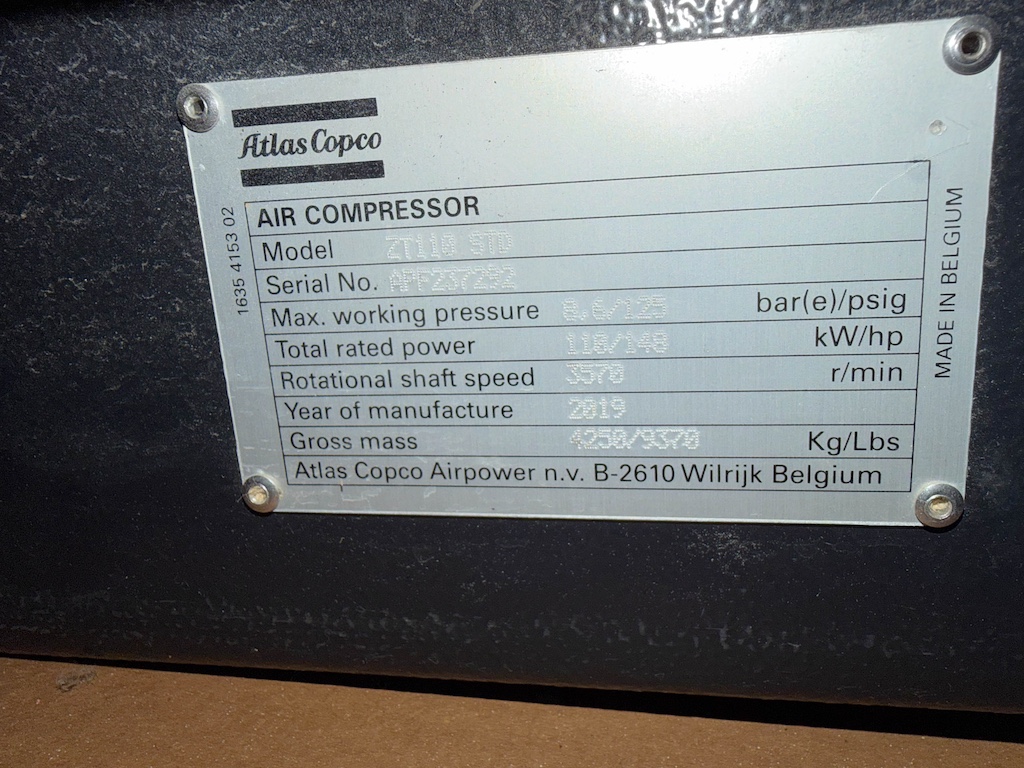 Atlas Copco
AIR COMPRESSOR
Model ZT110 STD
Serial No. APF237292
Max. working pressure 8.6/125 bar(e)/psig
Total rated power 110/148 kW/hp
Rotational shaft speed 3570 r/min
Year of manufacture 2019
Gross mass 4250/9370 Kg/Lbs
Atlas Copco Airpower n.v. B-2610 Wilrijk Belgium
1635 4153 02
MADE IN BELGIUM